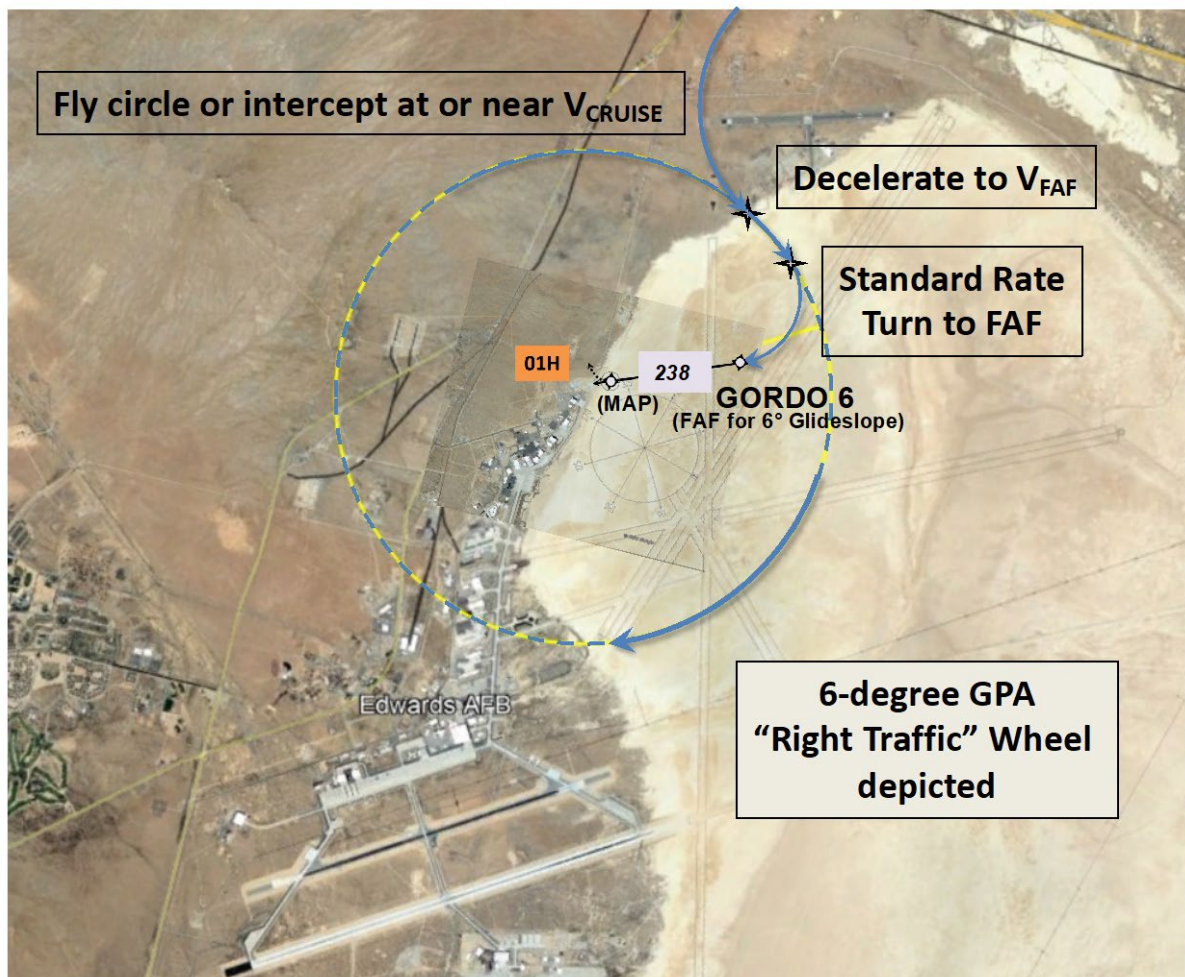 Fly circle or intercept at or near VCRUISE
Decelerate to VFAF
Standard Rate
Turn to FAF
01H
238
(MAP)
GORDO 6
(FAF for 6° Glideslope)
Edwards AFB
6-degree GPA
“Right Traffic” Wheel
depicted